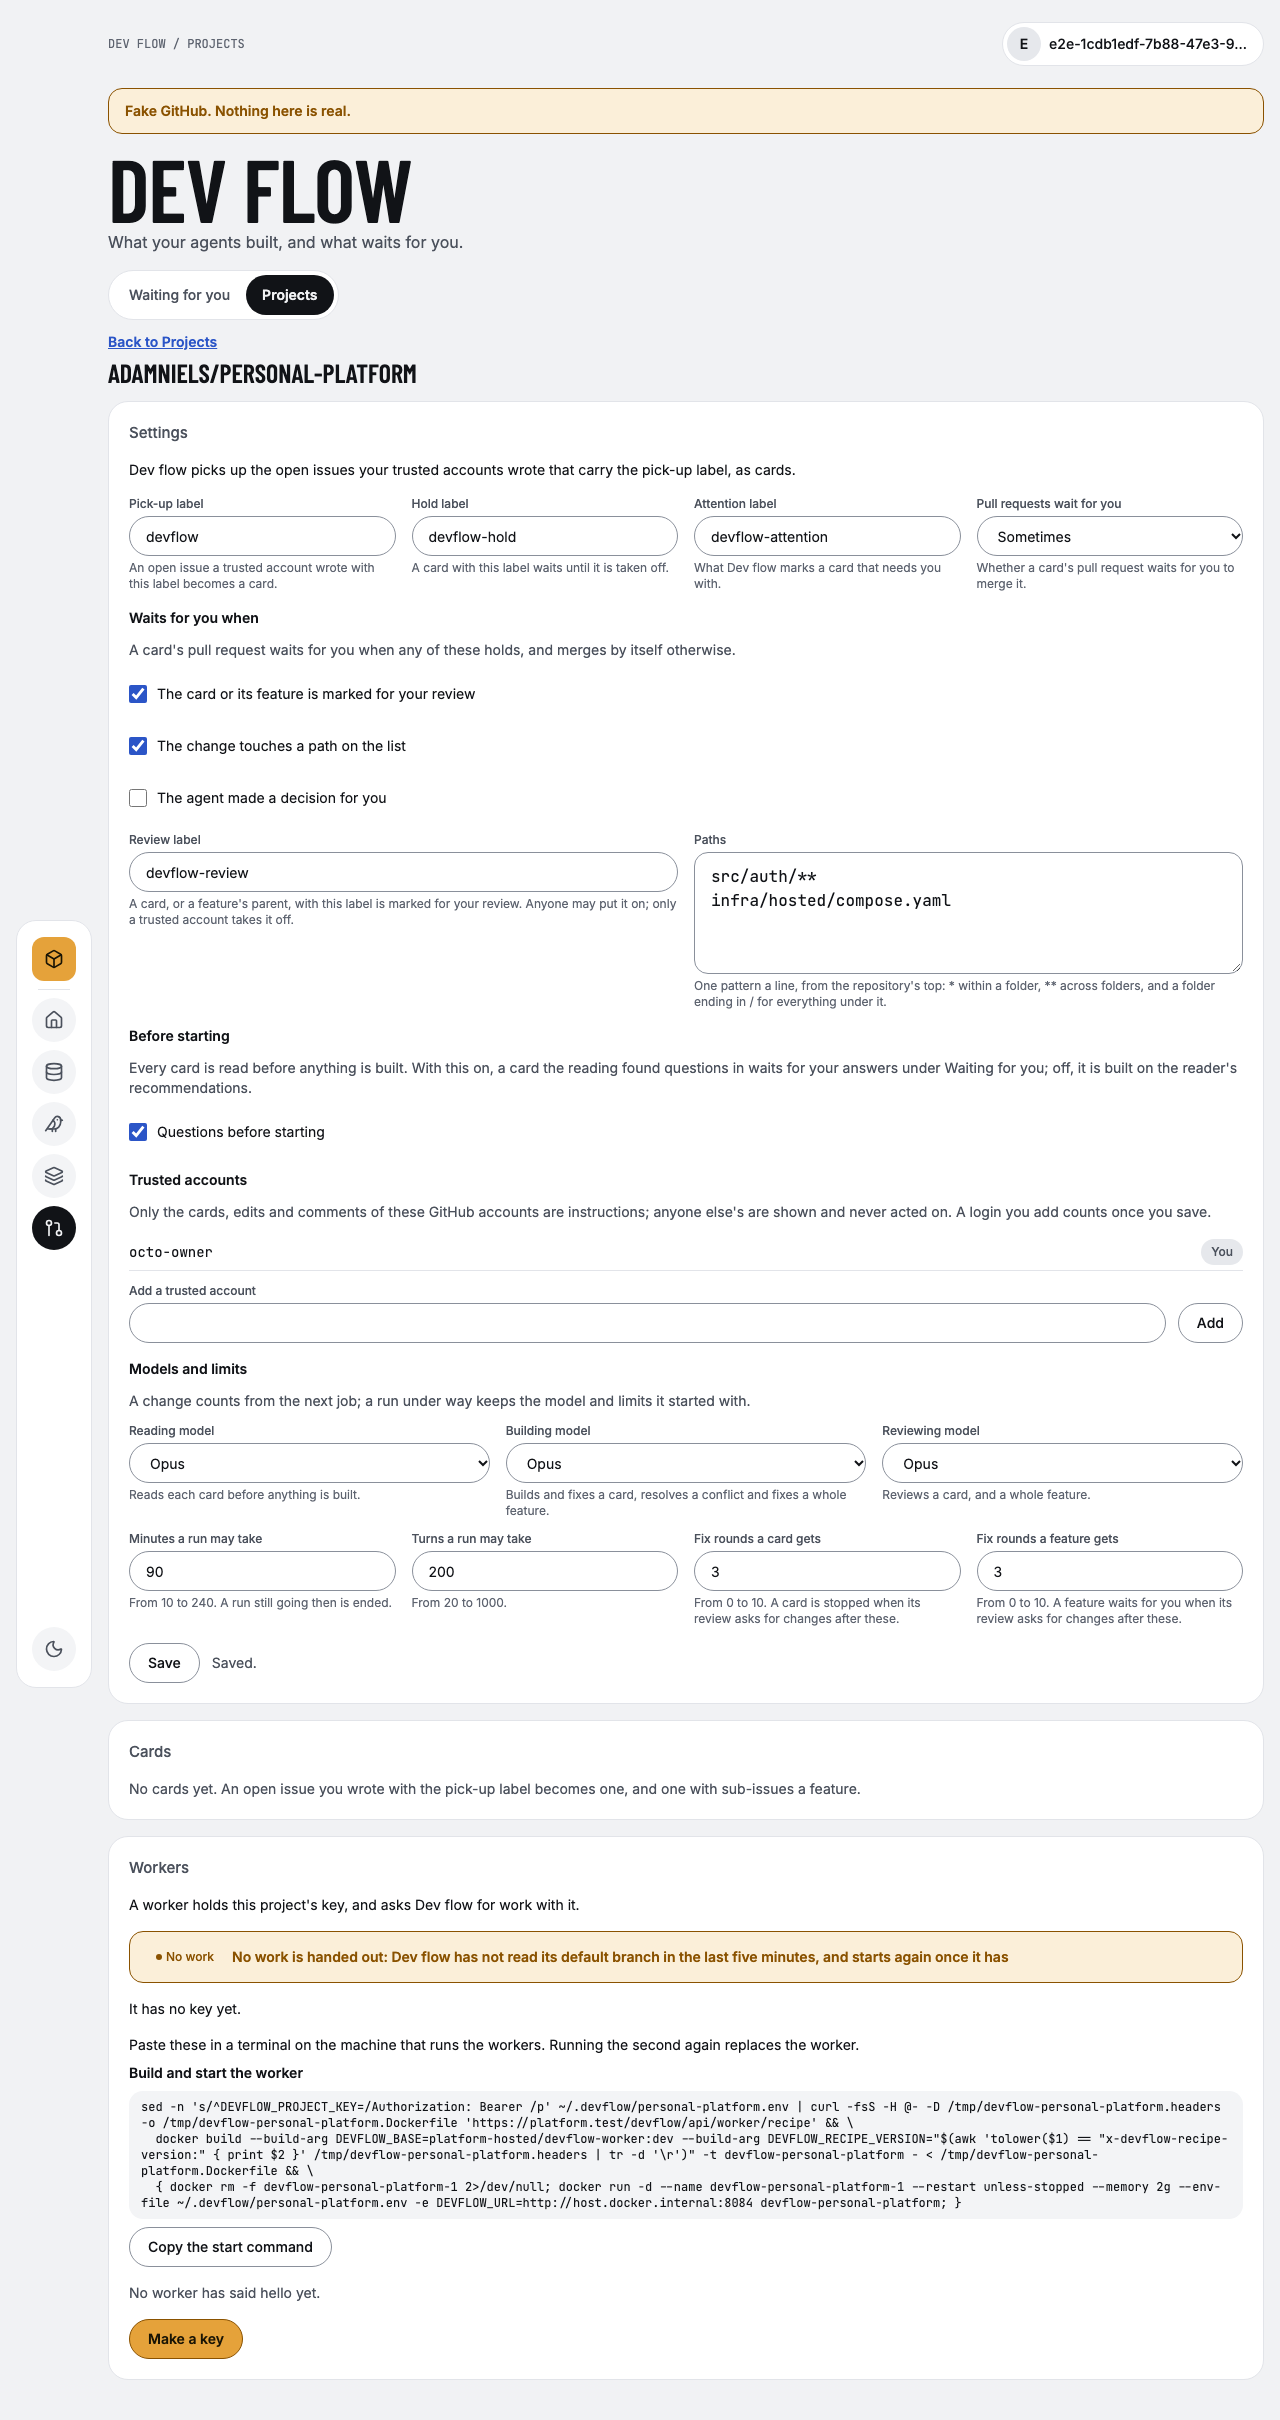 DEV FLOW / PROJECTS
E
e2e-1cdb1edf-7b88-47e3-9...
Fake GitHub. Nothing here is real.
DEV FLOW
What your agents built, and what waits for you.
Waiting for you
Projects
Back to Projects
ADAMNIELS/PERSONAL-PLATFORM
Settings
Dev flow picks up the open issues your trusted accounts wrote that carry the pick-up label, as cards.
Pick-up label
devflow
An open issue a trusted account wrote with
this label becomes a card.
Hold label
devflow-hold
A card with this label waits until it is taken off.
Attention label
devflow-attention
What Dev flow marks a card that needs you
with.
Pull requests wait for you
Sometimes
Whether a card's pull request waits for you to
merge it.
Waits for you when
A card's pull request waits for you when any of these holds, and merges by itself otherwise.
The card or its feature is marked for your review
The change touches a path on the list
The agent made a decision for you
Review label
devflow-review
A card, or a feature's parent, with this label is marked for your review. Anyone may put it on; only
a trusted account takes it off.
Paths
src/auth/**
infra/hosted/compose.yaml
One pattern a line, from the repository's top: * within a folder, ** across folders, and a folder
ending in / for everything under it.
Before starting
Every card is read before anything is built. With this on, a card the reading found questions in waits for your answers under Waiting for you; off, it is built on the reader's
recommendations.
Questions before starting
Trusted accounts
Only the cards, edits and comments of these GitHub accounts are instructions; anyone else's are shown and never acted on. A login you add counts once you save.
octo-owner
You
Add a trusted account
Add
Models and limits
A change counts from the next job; a run under way keeps the model and limits it started with.
Reading model
Opus
Reads each card before anything is built.
Building model
Opus
Builds and fixes a card, resolves a conflict and fixes a whole
feature.
Reviewing model
Opus
Reviews a card, and a whole feature.
Minutes a run may take
90
From 10 to 240. A run still going then is ended.
Turns a run may take
200
From 20 to 1000.
Fix rounds a card gets
3
From 0 to 10. A card is stopped when its
review asks for changes after these.
Fix rounds a feature gets
3
From 0 to 10. A feature waits for you when its
review asks for changes after these.
Save
Saved.
Cards
No cards yet. An open issue you wrote with the pick-up label becomes one, and one with sub-issues a feature.
Workers
A worker holds this project's key, and asks Dev flow for work with it.
No work
No work is handed out: Dev flow has not read its default branch in the last five minutes, and starts again once it has
It has no key yet.
Paste these in a terminal on the machine that runs the workers. Running the second again replaces the worker.
Build and start the worker
sed -n 's/^DEVFLOW_PROJECT_KEY=/Authorization: Bearer /p' ~/.devflow/personal-platform.env | curl -fsS -H @- -D /tmp/devflow-personal-platform.headers
-o /tmp/devflow-personal-platform.Dockerfile 'https://platform.test/devflow/api/worker/recipe' && \
docker build --build-arg DEVFLOW_BASE=platform-hosted/devflow-worker:dev --build-arg DEVFLOW_RECIPE_VERSION="$(awk 'tolower($1) == "x-devflow-recipe-
version:" { print $2 }' /tmp/devflow-personal-platform.headers | tr -d '\r')" -t devflow-personal-platform - < /tmp/devflow-personal-
platform.Dockerfile && \
{ docker rm -f devflow-personal-platform-1 2>/dev/null; docker run -d --name devflow-personal-platform-1 --restart unless-stopped --memory 2g --env-
file ~/.devflow/personal-platform.env -e DEVFLOW_URL=http://host.docker.internal:8084 devflow-personal-platform; }
Copy the start command
No worker has said hello yet.
Make a key